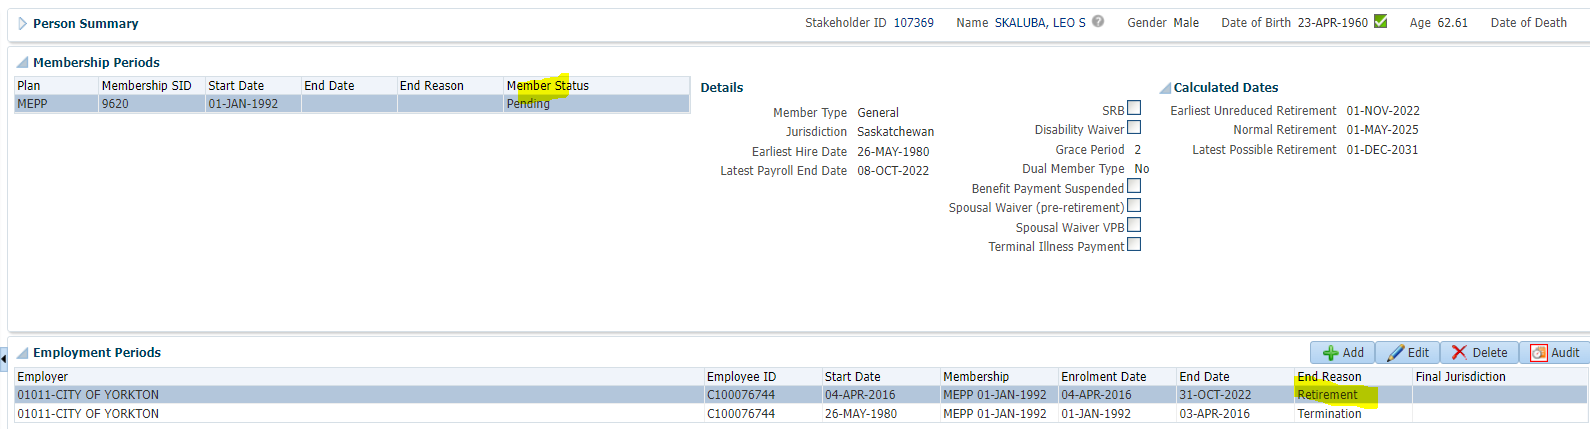 Person Summary Stakeholder ID 107369 Name SKALUBA, LEO S Gender Male Date of Birth 23-APR-1960 Age 62.61 Date of Death
Membership Periods
Plan Membership SID Start Date End Date End Reason Member Status
MEPP 9620 01-JAN-1992 Pending
Details
Member Type General
Jurisdiction Saskatchewan
Earliest Hire Date 26-MAY-1980
Latest Payroll End Date 08-OCT-2022
SRB
Disability Waiver
Grace Period 2
Dual Member Type No
Benefit Payment Suspended
Spousal Waiver (pre-retirement)
Spousal Waiver VPB
Terminal Illness Payment
Calculated Dates
Earliest Unreduced Retirement 01-NOV-2022
Normal Retirement 01-MAY-2025
Latest Possible Retirement 01-DEC-2031
Employment Periods Add Edit Delete Audit
Employer Employee ID Start Date Membership Enrolment Date End Date End Reason Final Jurisdiction
01011-CITY OF YORKTON C100076744 04-APR-2016 MEPP 01-JAN-1992 04-APR-2016 31-OCT-2022 Retirement
01011-CITY OF YORKTON C100076744 26-MAY-1980 MEPP 01-JAN-1992 01-JAN-1992 03-APR-2016 Termination